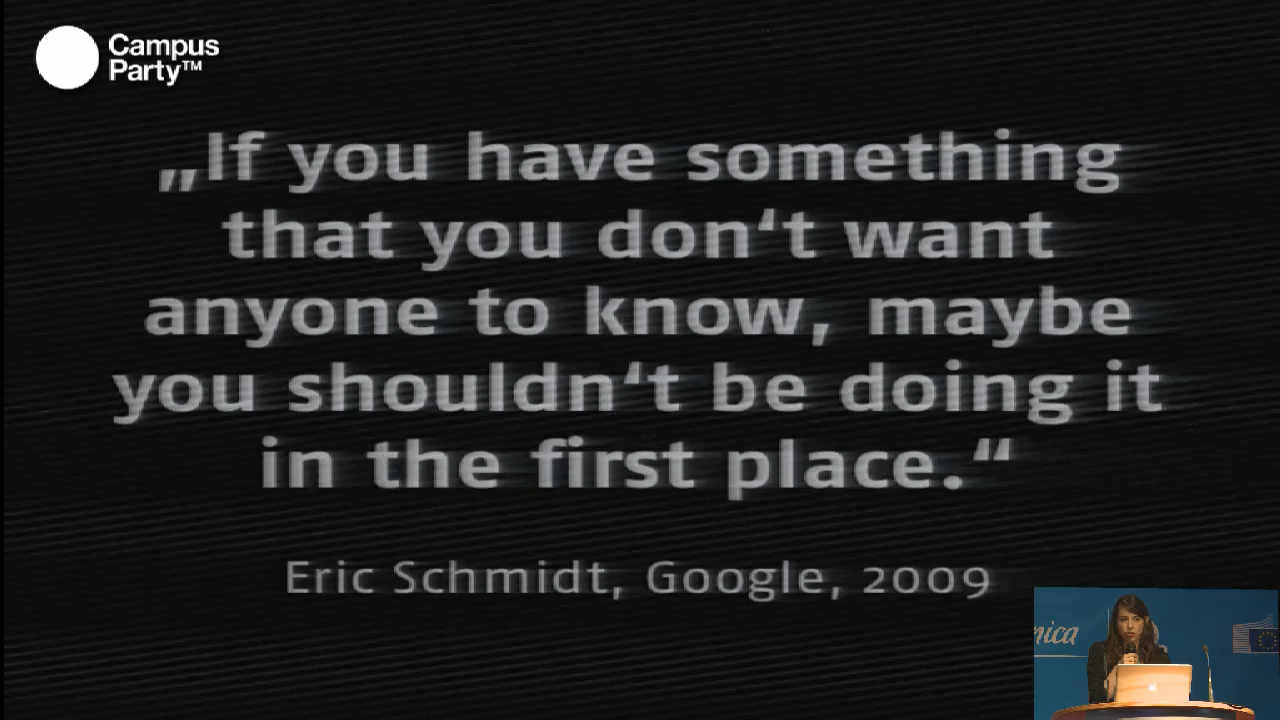 Campus
Party™
„If you have something
that you don‘t want
anyone to know, maybe
you shouldn‘t be doing it
in the first place.“
Eric Schmidt, Google, 2009
nica